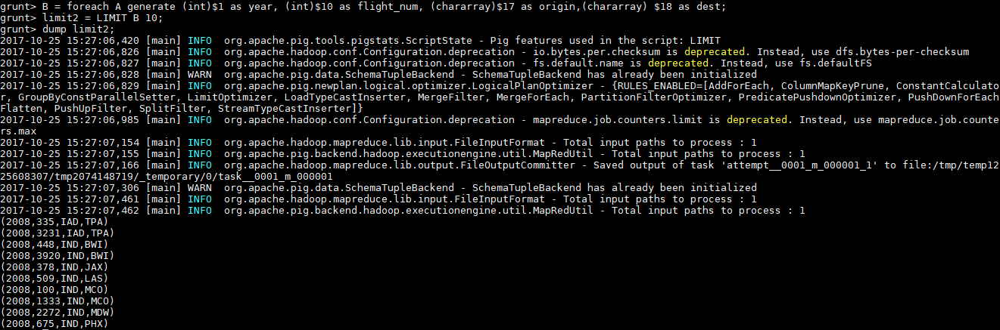 grunt> B = foreach A generate (int)$1 as year, (int)$10 as flight_num, (chararray)$17 as origin,(chararray) $18 as dest;
grunt> limit2 = LIMIT B 10;
grunt> dump limit2;
2017-10-25 15:27:06,420 [main] INFO  org.apache.pig.tools.pigstats.ScriptState - Pig features used in the script: LIMIT
2017-10-25 15:27:06,826 [main] INFO  org.apache.hadoop.conf.Configuration.deprecation - io.bytes.per.checksum is deprecated. Instead, use dfs.bytes-per-checksum
2017-10-25 15:27:06,827 [main] INFO  org.apache.hadoop.conf.Configuration.deprecation - fs.default.name is deprecated. Instead, use fs.defaultFS
2017-10-25 15:27:06,828 [main] WARN  org.apache.pig.data.SchemaTupleBackend - SchemaTupleBackend has already been initialized
2017-10-25 15:27:06,829 [main] INFO  org.apache.pig.newplan.logical.optimizer.LogicalPlanOptimizer - {RULES_ENABLED=[AddForEach, ColumnMapKeyPrune, ConstantCalculato
r, GroupByConstParallelSetter, LimitOptimizer, LoadTypeCastInserter, MergeFilter, MergeForEach, PartitionFilterOptimizer, PredicatePushdownOptimizer, PushDownForEach
Flatten, PushUpFilter, SplitFilter, StreamTypeCastInserter]}
2017-10-25 15:27:06,985 [main] INFO  org.apache.hadoop.conf.Configuration.deprecation - mapreduce.job.counters.limit is deprecated. Instead, use mapreduce.job.counte
rs.max
2017-10-25 15:27:07,154 [main] INFO  org.apache.hadoop.mapreduce.lib.input.FileInputFormat - Total input paths to process : 1
2017-10-25 15:27:07,155 [main] INFO  org.apache.pig.backend.hadoop.executionengine.util.MapRedUtil - Total input paths to process : 1
2017-10-25 15:27:07,166 [main] INFO  org.apache.hadoop.mapreduce.lib.output.FileOutputCommitter - Saved output of task 'attempt__0001_m_000001_1' to file:/tmp/temp12
25608307/tmp2074148719/_temporary/0/task__0001_m_000001
2017-10-25 15:27:07,306 [main] WARN  org.apache.pig.data.SchemaTupleBackend - SchemaTupleBackend has already been initialized
2017-10-25 15:27:07,461 [main] INFO  org.apache.hadoop.mapreduce.lib.input.FileInputFormat - Total input paths to process : 1
2017-10-25 15:27:07,462 [main] INFO  org.apache.pig.backend.hadoop.executionengine.util.MapRedUtil - Total input paths to process : 1
(2008,335,IAD,TPA)
(2008,3231,IAD,TPA)
(2008,448,IND,BWI)
(2008,3920,IND,BWI)
(2008,378,IND,JAX)
(2008,509,IND,LAS)
(2008,100,IND,MCO)
(2008,1333,IND,MCO)
(2008,2272,IND,MDW)
(2008,675,IND,PHX)